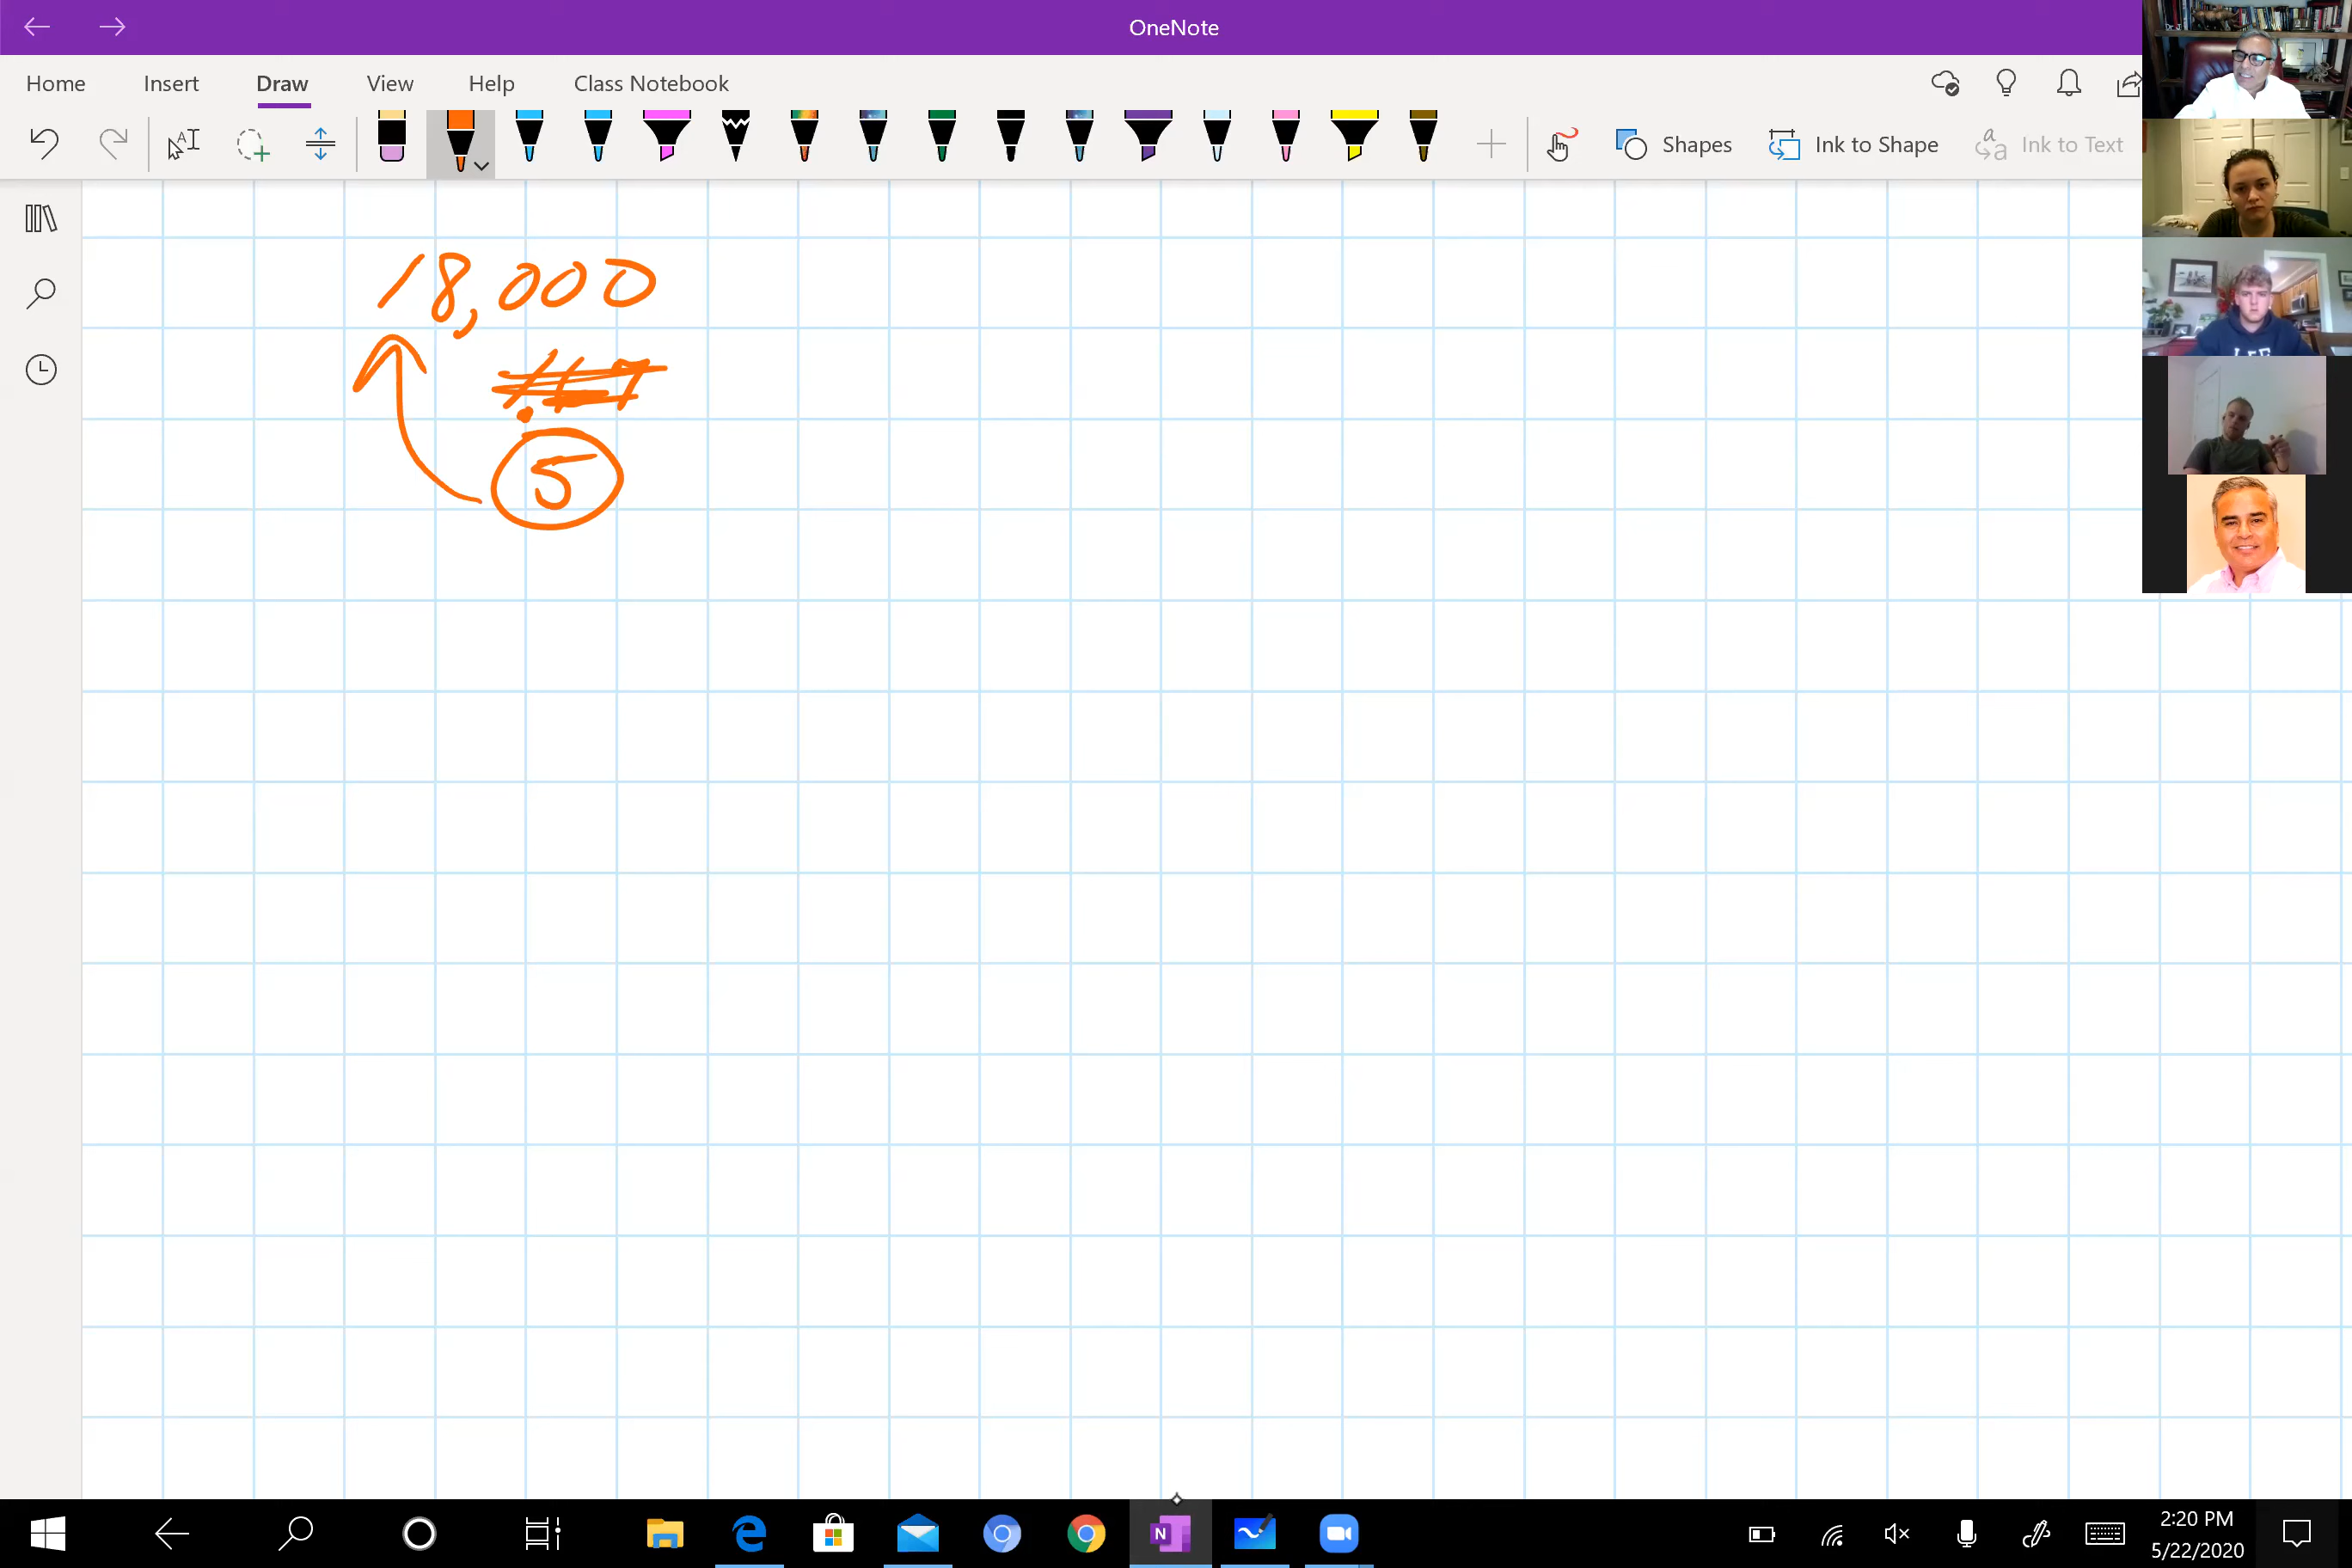 OneNote
Home Insert Draw View Help Class Notebook
Shapes Ink to Shape Ink to Text
18,000
5
2:20 PM
5/22/2020